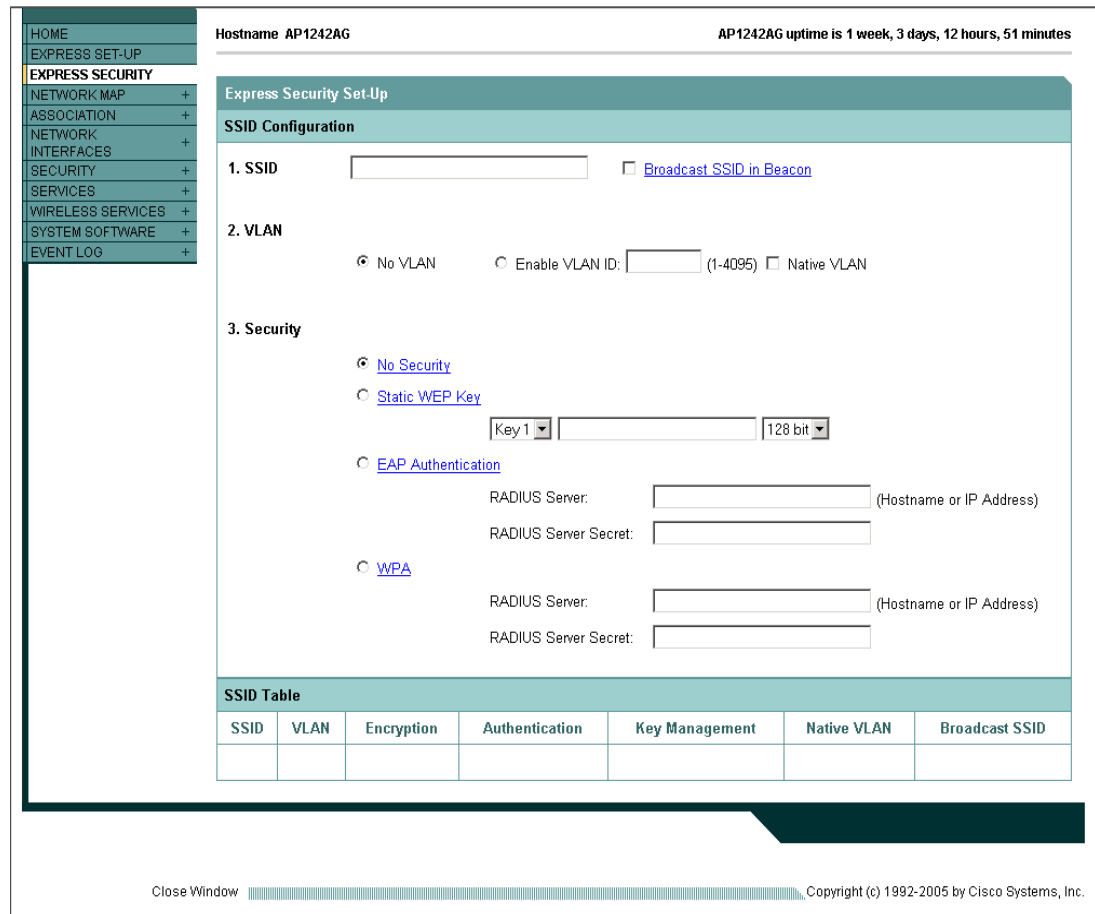 HOME
EXPRESS SET-UP
EXPRESS SECURITY
NETWORK MAP +
ASSOCIATION +
NETWORK
INTERFACES +
SECURITY +
SERVICES +
WIRELESS SERVICES +
SYSTEM SOFTWARE +
EVENT LOG +
Hostname AP1242AG
AP1242AG uptime is 1 week, 3 days, 12 hours, 51 minutes
Express Security Set-Up
SSID Configuration
1. SSID Broadcast SSID in Beacon
2. VLAN
No VLAN Enable VLAN ID: (1-4095) Native VLAN
3. Security
No Security
Static WEP Key
Key 1 128 bit
EAP Authentication
RADIUS Server: (Hostname or IP Address)
RADIUS Server Secret:
WPA
RADIUS Server: (Hostname or IP Address)
RADIUS Server Secret:
SSID Table
SSID VLAN Encryption Authentication Key Management Native VLAN Broadcast SSID
Close Window Copyright (c) 1992-2005 by Cisco Systems, Inc.